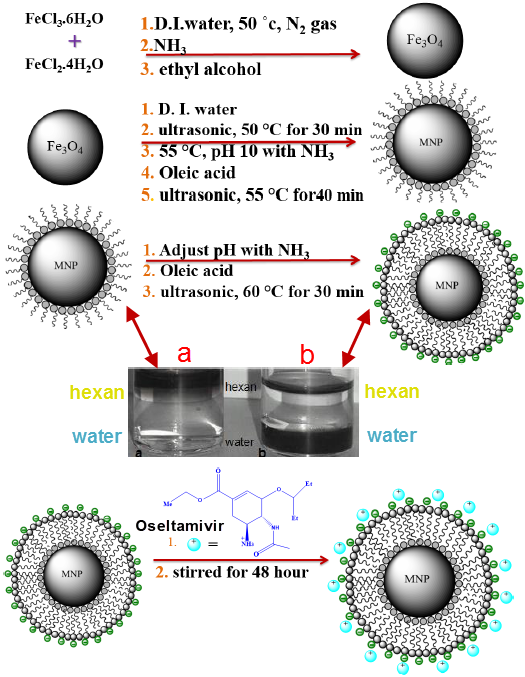 FeCl3.6H2O
+
FeCl2.4H2O
1.D.I.water, 50 ˚c, N2 gas
2.NH3
3. ethyl alcohol
Fe3O4
Fe3O4
1. D. I. water
2. ultrasonic, 50 °C for 30 min
3. 55 °C, pH 10 with NH3
4. Oleic acid
5. ultrasonic, 55 °C for40 min
MNP
MNP
1. Adjust pH with NH3
2. Oleic acid
3. ultrasonic, 60 °C for 30 min
MNP
a
b
hexan
hexan
hexan
water
water
water
a
b
MNP
Oseltamivir
1. + =
O
Me
O
O
Et
Et
NH
NH3
+
O
2. stirred for 48 hour
MNP